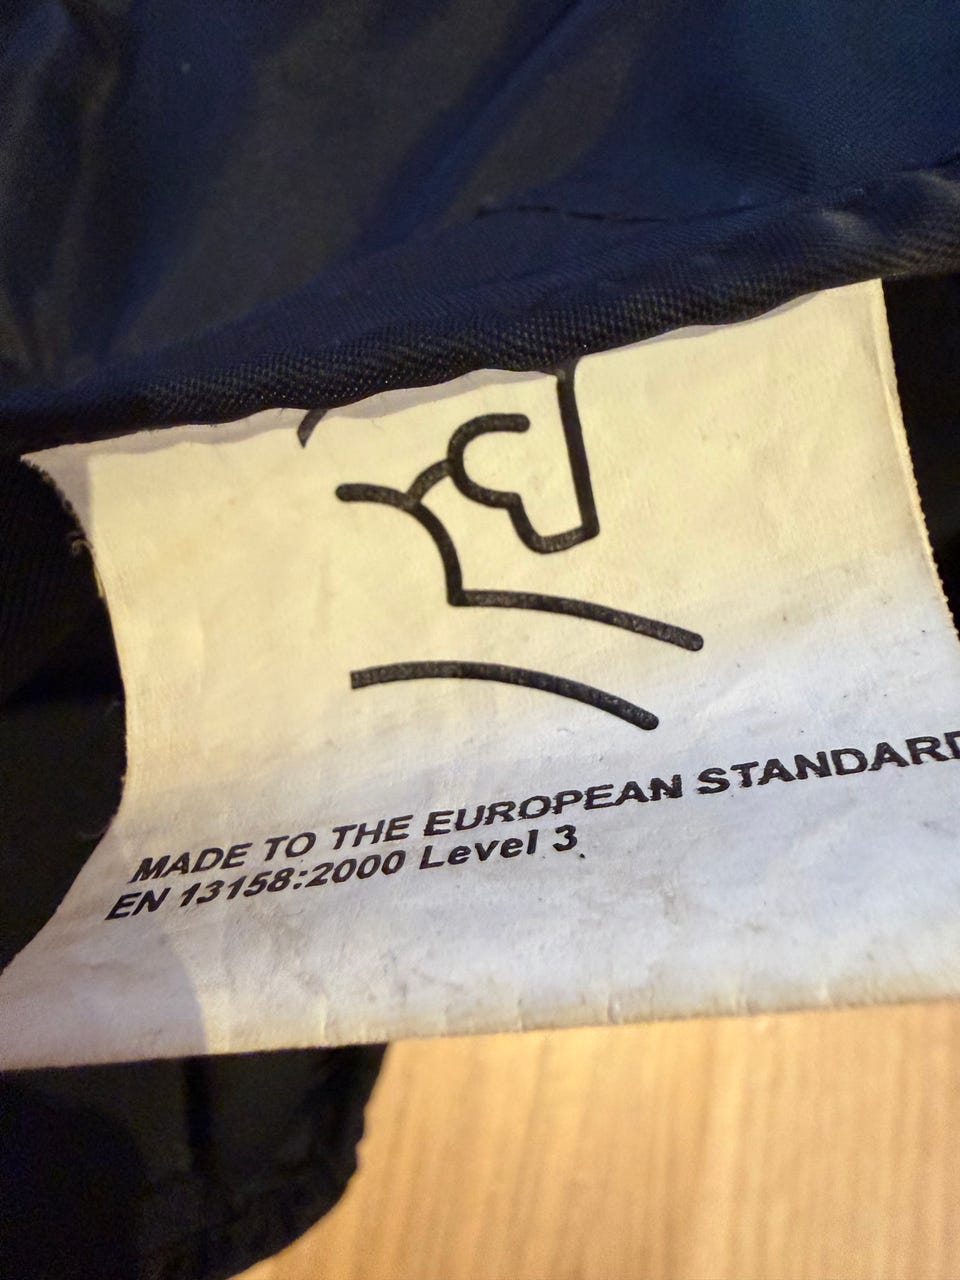 MADE TO THE EUROPEAN STANDARD
EN 13158:2000 Level 3